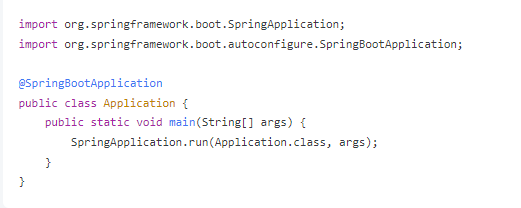 import org.springframework.boot.SpringApplication;
import org.springframework.boot.autoconfigure.SpringBootApplication;

@SpringBootApplication
public class Application {
    public static void main(String[] args) {
        SpringApplication.run(Application.class, args);
    }
}